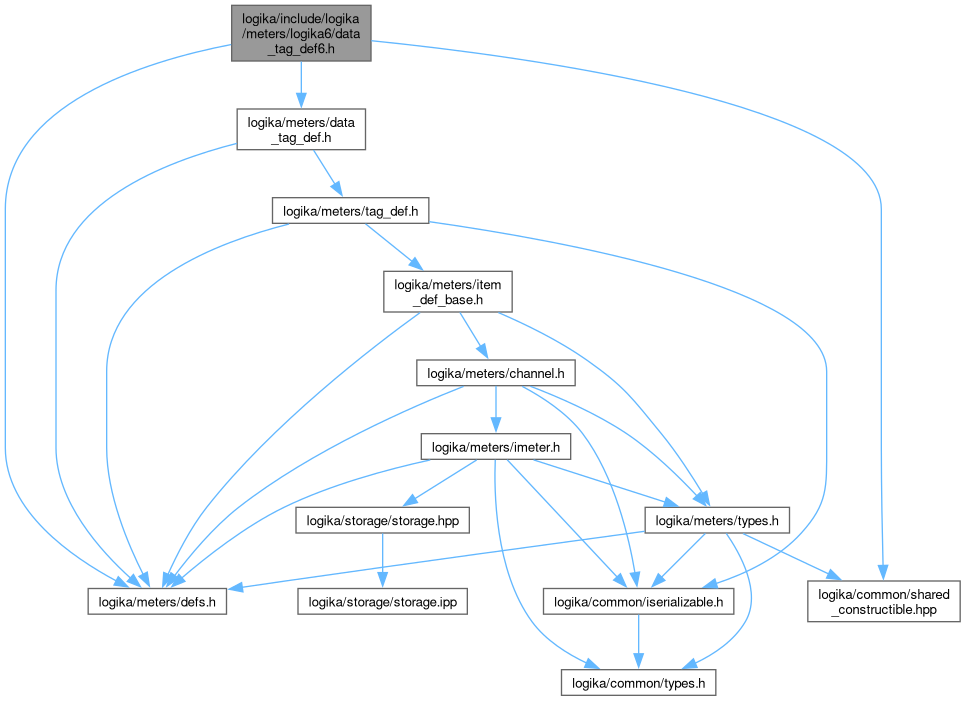 logika/include/logika
/meters/logika6/data
_tag_def6.h
logika/meters/data
_tag_def.h
logika/meters/tag_def.h
logika/meters/item
_def_base.h
logika/meters/channel.h
logika/meters/imeter.h
logika/storage/storage.hpp
logika/meters/types.h
logika/meters/defs.h
logika/storage/storage.ipp
logika/common/iserializable.h
logika/common/shared
_constructible.hpp
logika/common/types.h